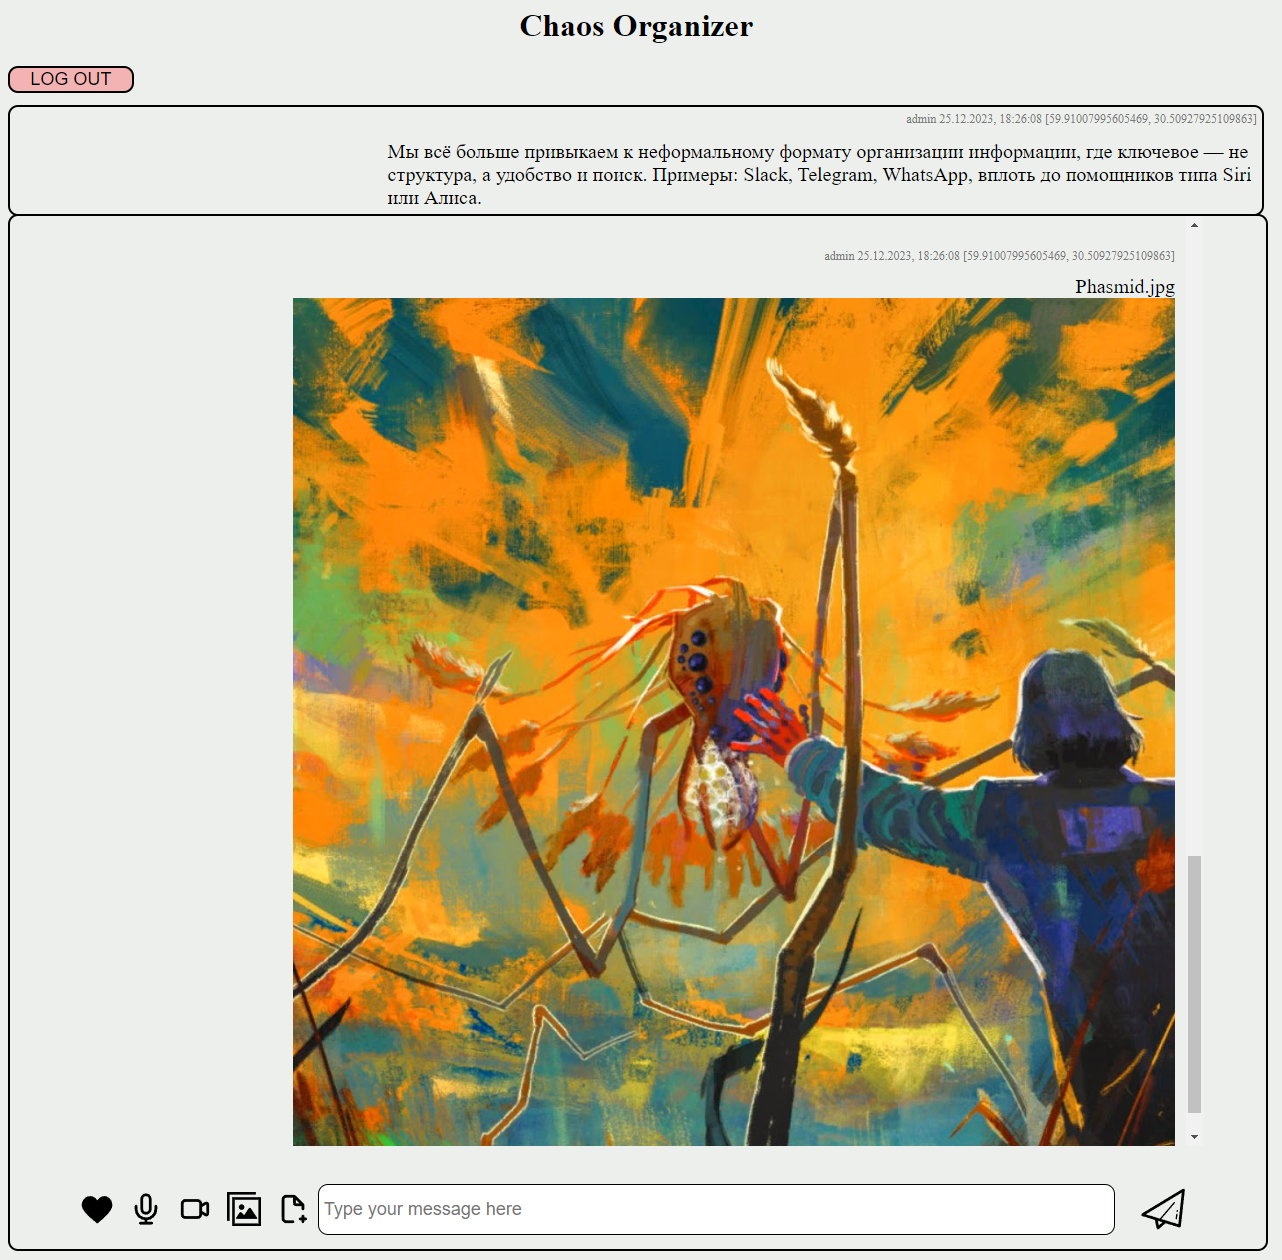 Chaos Organizer
LOG OUT
admin 25.12.2023, 18:26:08 [59.91007995605469, 30.50927925109863]
Мы всё больше привыкаем к неформальному формату организации информации, где ключевое — не
структура, а удобство и поиск. Примеры: Slack, Telegram, WhatsApp, вплоть до помощников типа Siri
или Алиса.
admin 25.12.2023, 18:26:08 [59.91007995605469, 30.50927925109863]
Phasmid.jpg
Type your message here